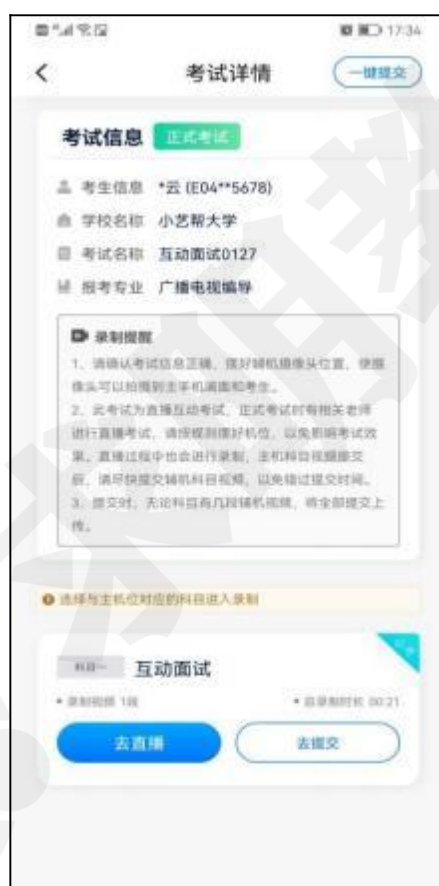 17:34
考试详情
一键提交
考试信息 正式考试
考生信息 *云 (E04**5678)
学校名称 小艺帮大学
考试名称 互动面试0127
报考专业 广播电视编导
录制提醒
1、请确认考试信息正确，摆好辅机摄像头位置，使摄
像头可以拍摄到主手机画面和考生。
2、此考试为直播互动考试，正式考试时有相关老师
进行直播考试，请按规则摆好机位，以免影响考试效
果。直播过程中也会进行录制，主机科目视频提交
后，请尽快提交辅机科目视频，以免错过提交时间。
3、提交时，无论科目有几段辅机视频，将全部提交上
传。
选择与主机位对应的科目进入录制
科目一 互动面试
录制视频 1段
总录制时长 00:21
去直播
去提交